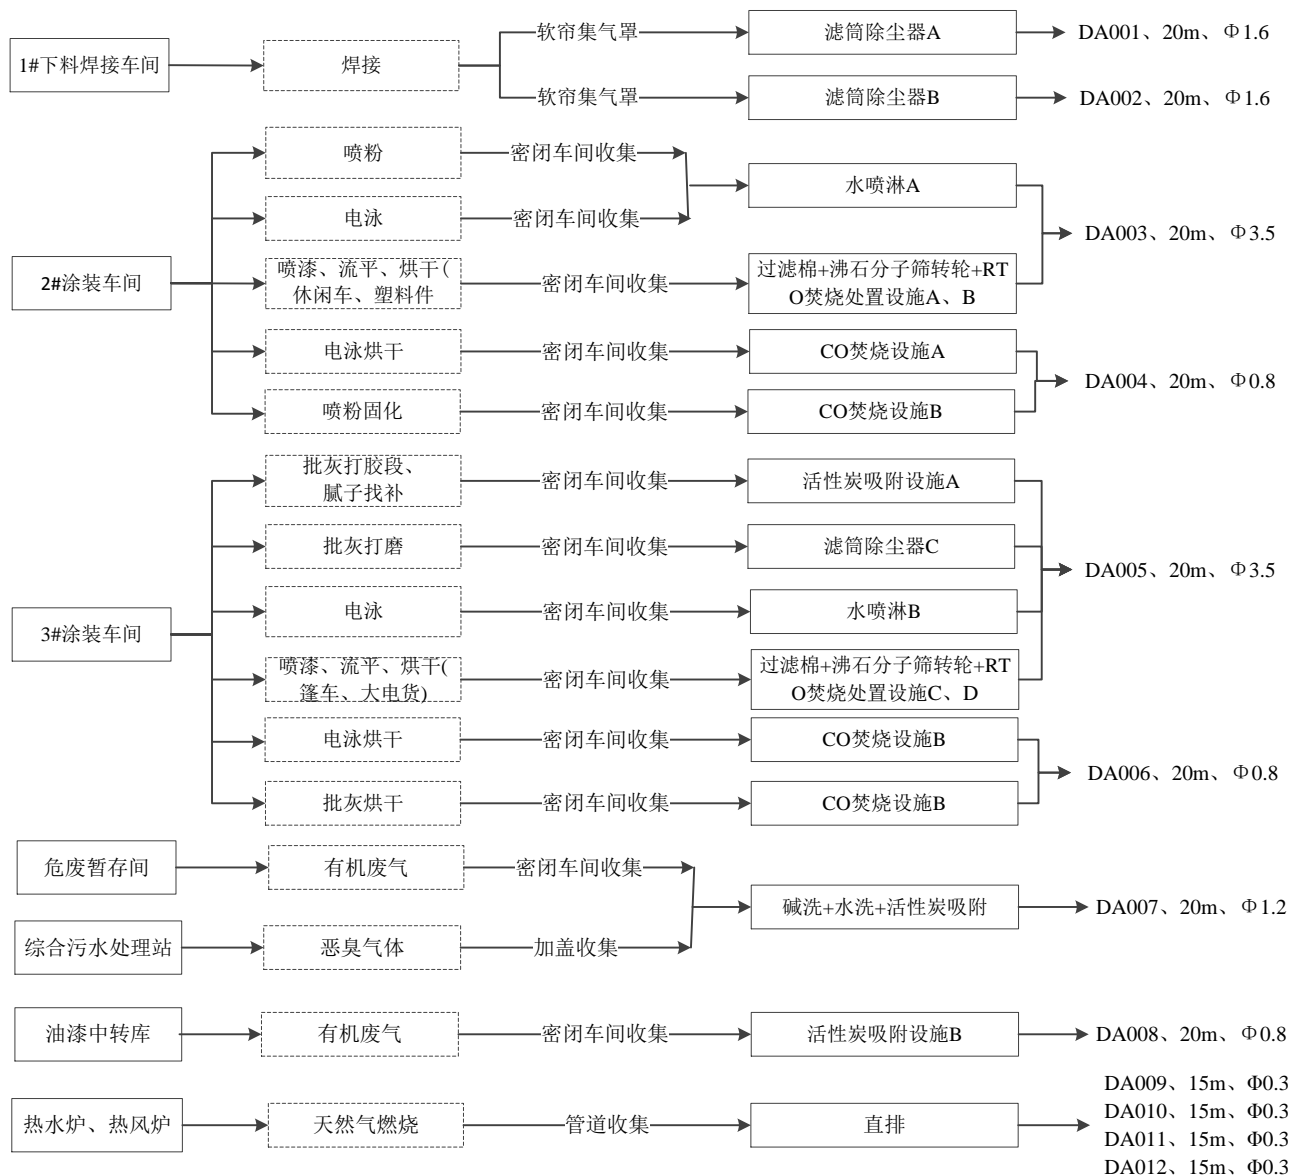 软帘集气罩
滤筒除尘器A
DA001、20m、Φ1.6
1#下料焊接车间
焊接
软帘集气罩
滤筒除尘器B
DA002、20m、Φ1.6
喷粉
密闭车间收集
水喷淋A
电泳
密闭车间收集
DA003、20m、Φ3.5
2#涂装车间
喷漆、流平、烘干(
休闲车、塑料件
密闭车间收集
过滤棉+沸石分子筛转轮+RT
O焚烧处置设施A、B
电泳烘干
密闭车间收集
CO焚烧设施A
DA004、20m、Φ0.8
喷粉固化
密闭车间收集
CO焚烧设施B
批灰打胶段、
腻子找补
密闭车间收集
活性炭吸附设施A
批灰打磨
密闭车间收集
滤筒除尘器C
DA005、20m、Φ3.5
3#涂装车间
电泳
密闭车间收集
水喷淋B
喷漆、流平、烘干(
篷车、大电货)
密闭车间收集
过滤棉+沸石分子筛转轮+RT
O焚烧处置设施C、D
电泳烘干
密闭车间收集
CO焚烧设施B
DA006、20m、Φ0.8
批灰烘干
密闭车间收集
CO焚烧设施B
危废暂存间
有机废气
密闭车间收集
碱洗+水洗+活性炭吸附
DA007、20m、Φ1.2
综合污水处理站
恶臭气体
加盖收集
油漆中转库
有机废气
密闭车间收集
活性炭吸附设施B
DA008、20m、Φ0.8
热水炉、热风炉
天然气燃烧
管道收集
直排
DA009、15m、Φ0.3
DA010、15m、Φ0.3
DA011、15m、Φ0.3
DA012、15m、Φ0.3